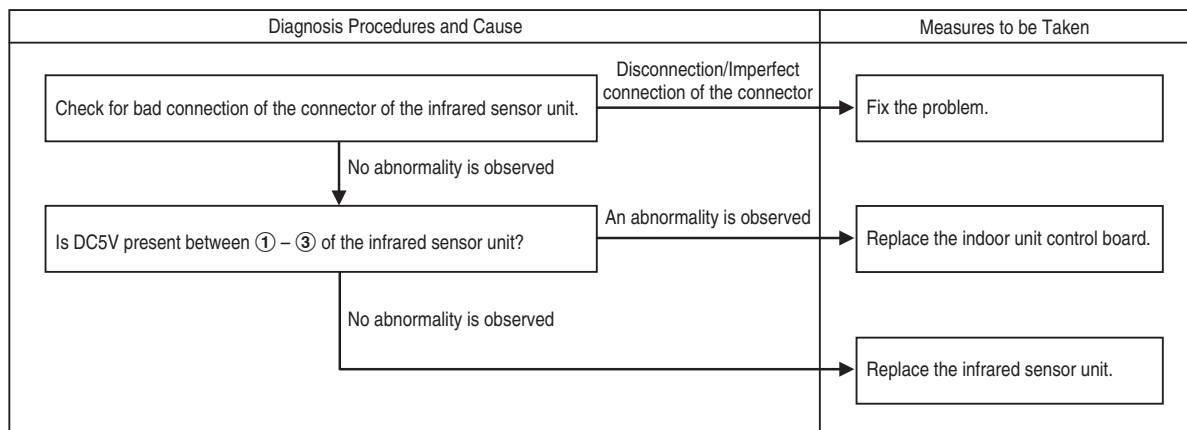 Diagnosis Procedures and Cause
Measures to be Taken
Check for bad connection of the connector of the infrared sensor unit.
Disconnection/Imperfect
connection of the connector
Fix the problem.
No abnormality is observed
Is DC5V present between ① – ③ of the infrared sensor unit?
An abnormality is observed
Replace the indoor unit control board.
No abnormality is observed
Replace the infrared sensor unit.